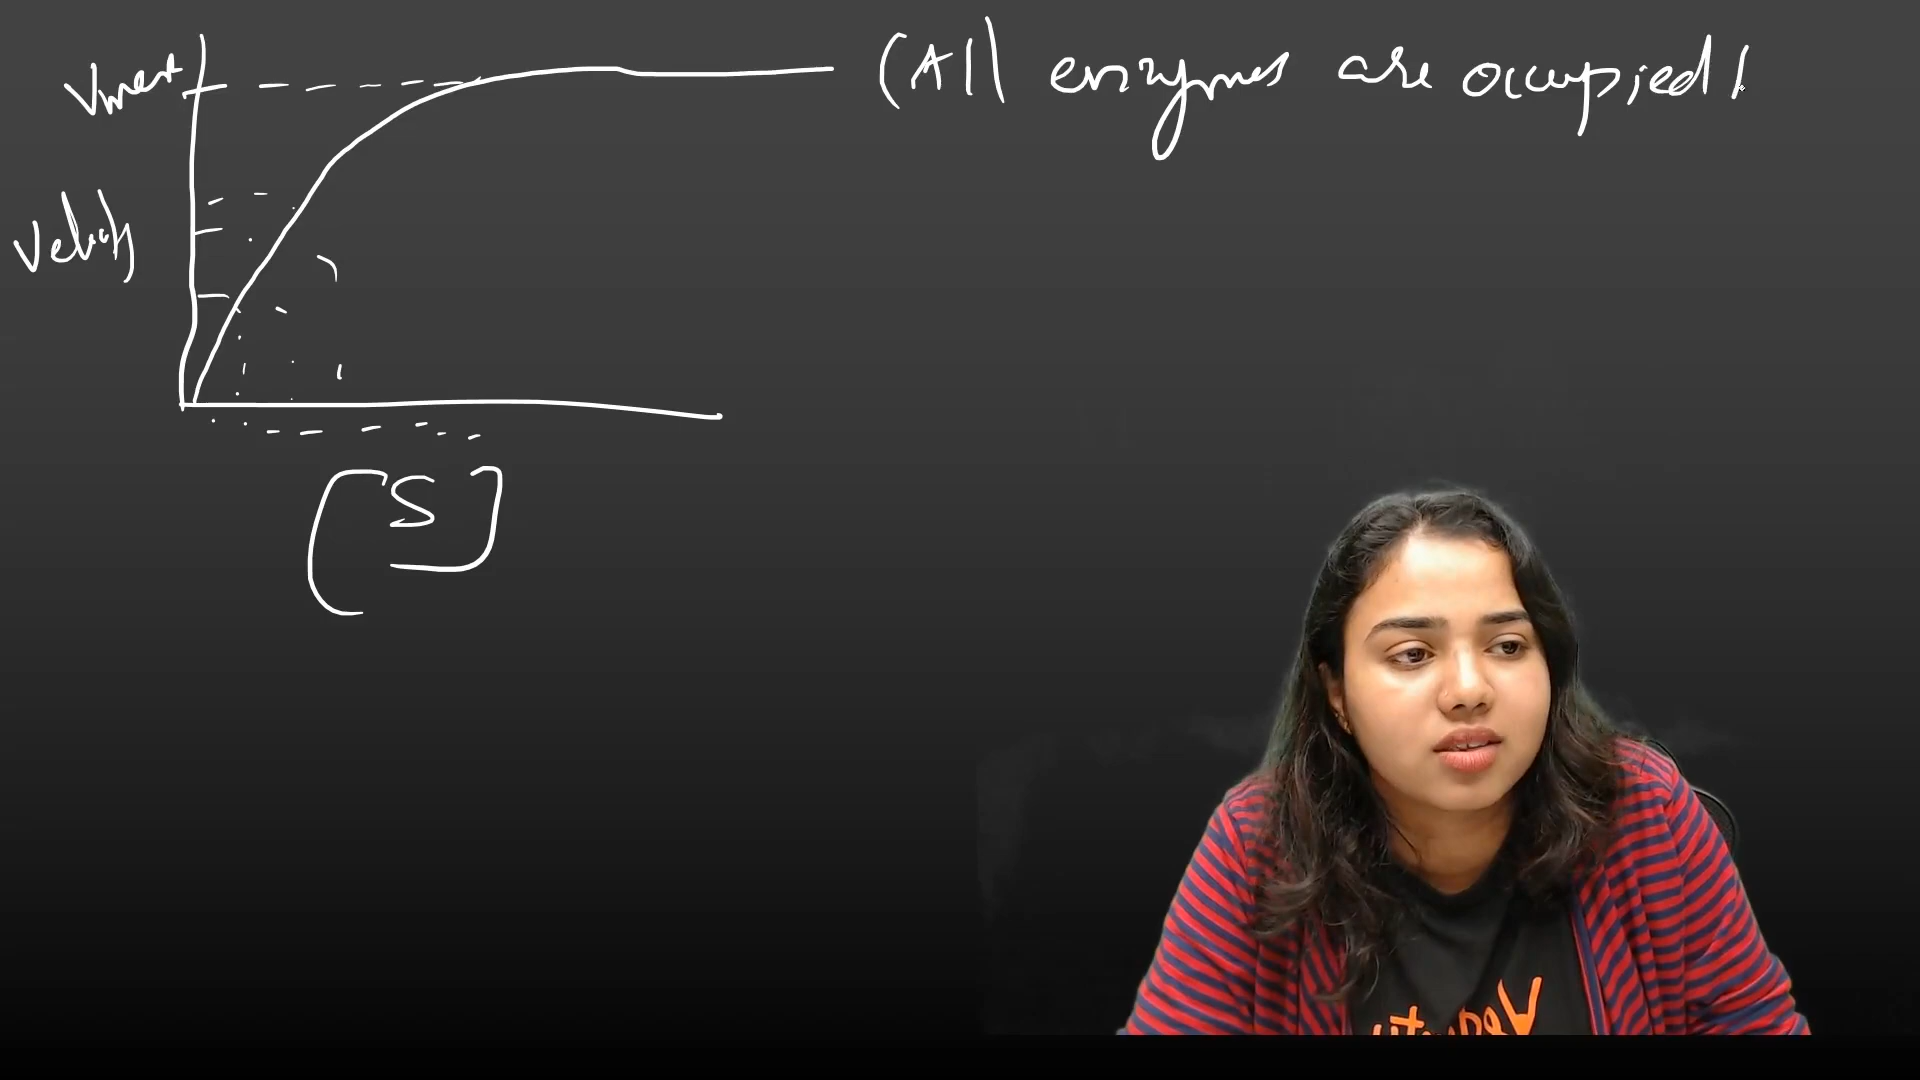 Vmax
(All enzymes are occupied!
Velocity
[S]